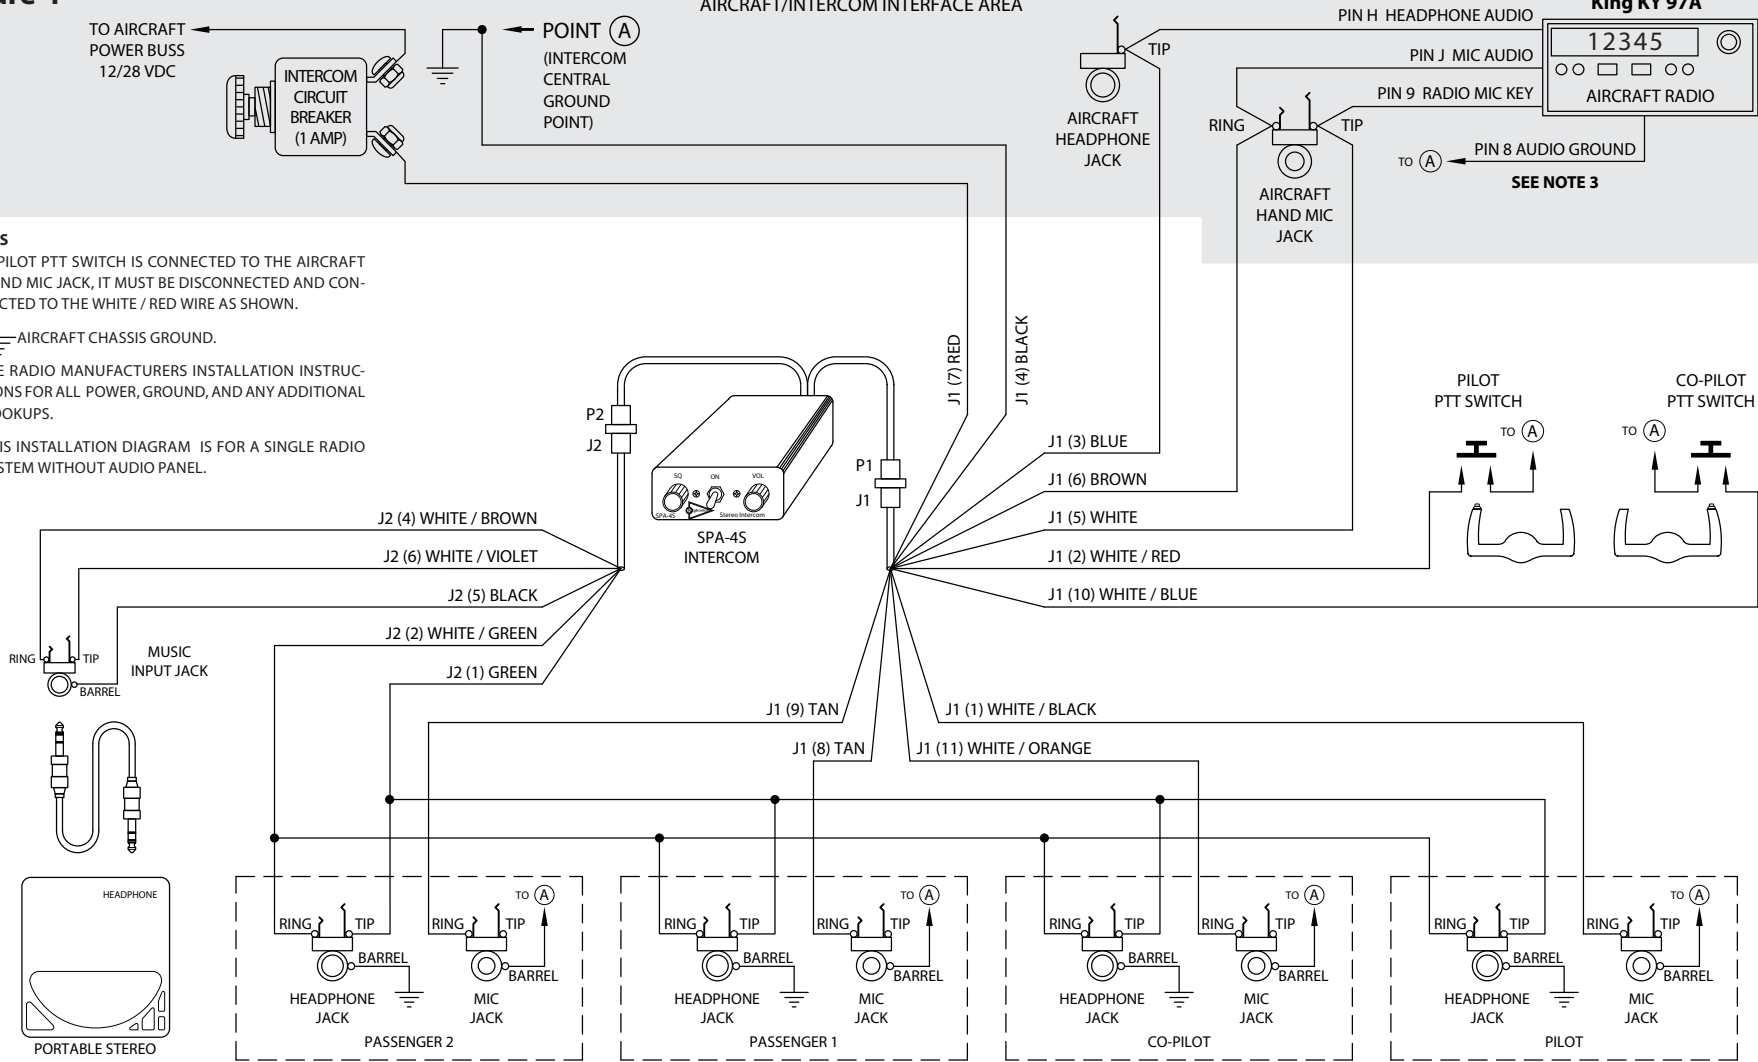 AIRCRAFT/INTERCOM INTERFACE AREA
King KY 97A
TO AIRCRAFT
POWER BUSS
12/28 VDC
INTERCOM
CIRCUIT
BREAKER
(1 AMP)
POINT A
(INTERCOM
CENTRAL
GROUND
POINT)
TIP
AIRCRAFT
HEADPHONE
JACK
PIN H HEADPHONE AUDIO
PIN J MIC AUDIO
PIN 9 RADIO MIC KEY
12345
AIRCRAFT RADIO
RING
TIP
AIRCRAFT
HAND MIC
JACK
TO A
PIN 8 AUDIO GROUND
SEE NOTE 3
PILOT PTT SWITCH IS CONNECTED TO THE AIRCRAFT
ND MIC JACK, IT MUST BE DISCONNECTED AND CON-
CTED TO THE WHITE / RED WIRE AS SHOWN.
AIRCRAFT CHASSIS GROUND.
E RADIO MANUFACTURERS INSTALLATION INSTRUC-
ONS FOR ALL POWER, GROUND, AND ANY ADDITIONAL
OKUPS.
IS INSTALLATION DIAGRAM IS FOR A SINGLE RADIO
STEM WITHOUT AUDIO PANEL.
P2
J2
P1
J1
SQ
ON
VOL
SPA-4S
Stereo Intercom
SPA-4S
INTERCOM
J1 (7) RED
J1 (4) BLACK
J1 (3) BLUE
J1 (6) BROWN
J1 (5) WHITE
J1 (2) WHITE / RED
J1 (10) WHITE / BLUE
PILOT
PTT SWITCH
TO A
CO-PILOT
PTT SWITCH
TO A
J2 (4) WHITE / BROWN
J2 (6) WHITE / VIOLET
J2 (5) BLACK
J2 (2) WHITE / GREEN
J2 (1) GREEN
RING
TIP
BARREL
MUSIC
INPUT JACK
J1 (9) TAN
J1 (1) WHITE / BLACK
J1 (8) TAN
J1 (11) WHITE / ORANGE
HEADPHONE
PORTABLE STEREO
RING
TIP
BARREL
HEADPHONE
JACK
RING
TIP
TO A
BARREL
MIC
JACK
PASSENGER 2
RING
TIP
BARREL
HEADPHONE
JACK
RING
TIP
TO A
BARREL
MIC
JACK
PASSENGER 1
RING
TIP
BARREL
HEADPHONE
JACK
RING
TIP
TO A
BARREL
MIC
JACK
CO-PILOT
RING
TIP
BARREL
HEADPHONE
JACK
RING
TIP
TO A
BARREL
MIC
JACK
PILOT